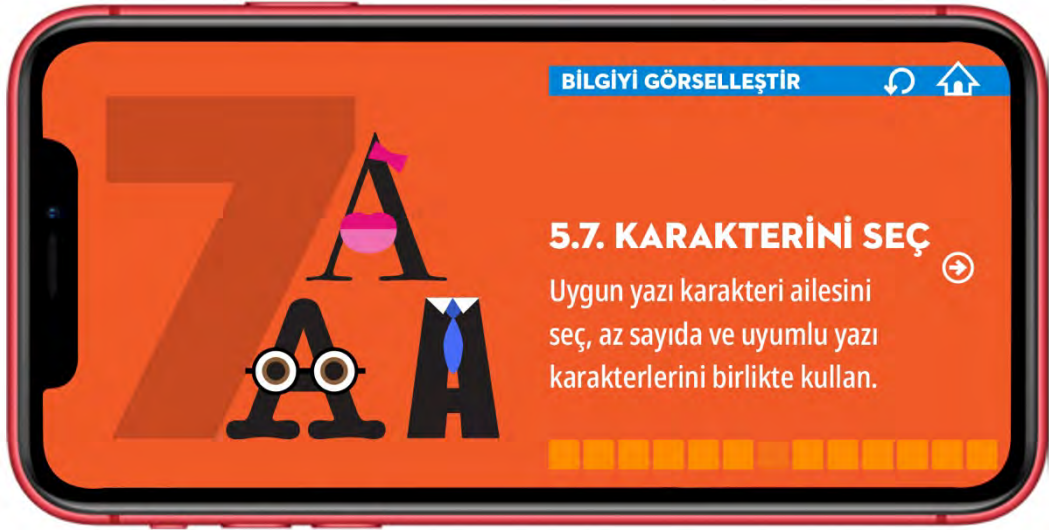 BİLGİYİ GÖRSELLEŞTİR
7
A
A A
5.7. KARAKTERİNİ SEÇ
Uygun yazı karakteri ailesini
seç, az sayıda ve uyumlu yazı
karakterlerini birlikte kullan.